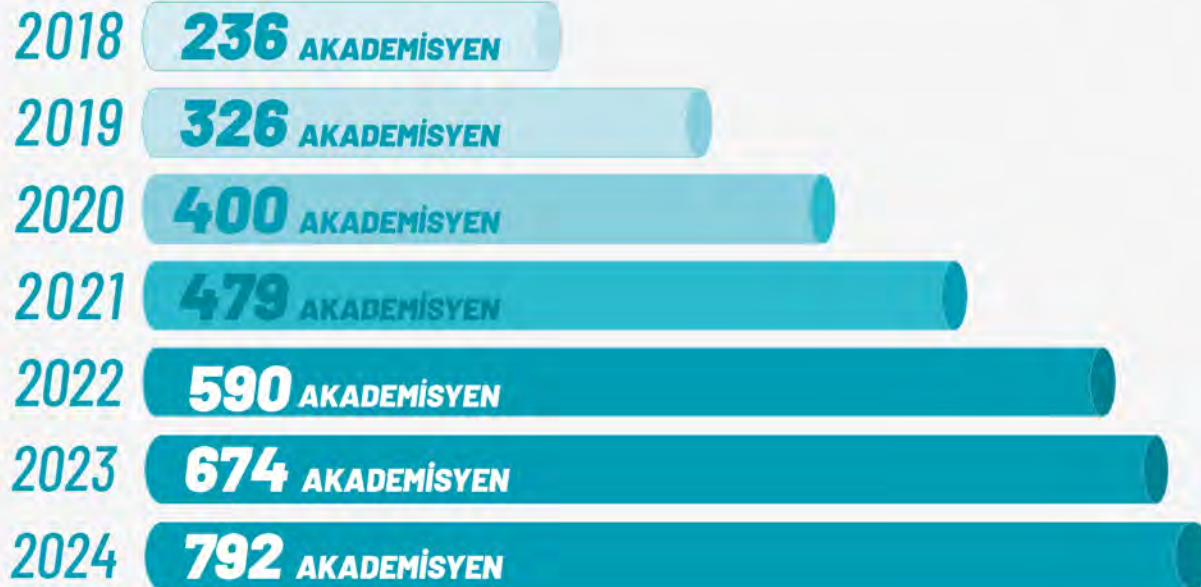 2018 236 AKADEMİSYEN
2019 326 AKADEMİSYEN
2020 400 AKADEMİSYEN
2021 479 AKADEMİSYEN
2022 590 AKADEMİSYEN
2023 674 AKADEMİSYEN
2024 792 AKADEMİSYEN